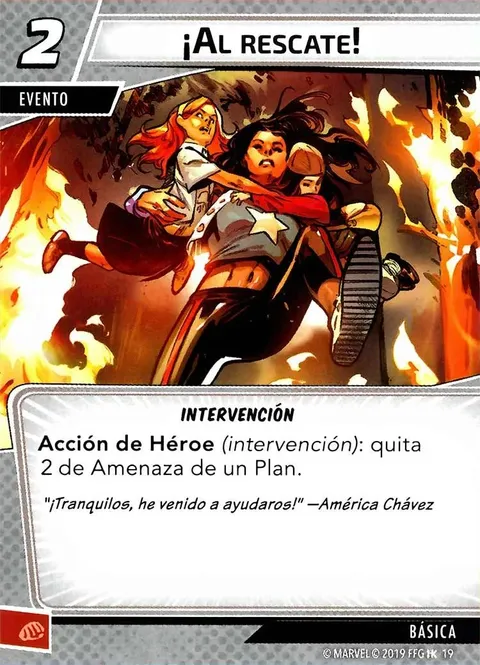 2
¡AL RESCATE!
EVENTO
INTERVENCIÓN
Acción de Héroe (intervención): quita
2 de Amenaza de un Plan.
"¡Tranquilos, he venido a ayudaros!" —América Chávez
BÁSICA
© MARVEL © 2019 FFG HK 19